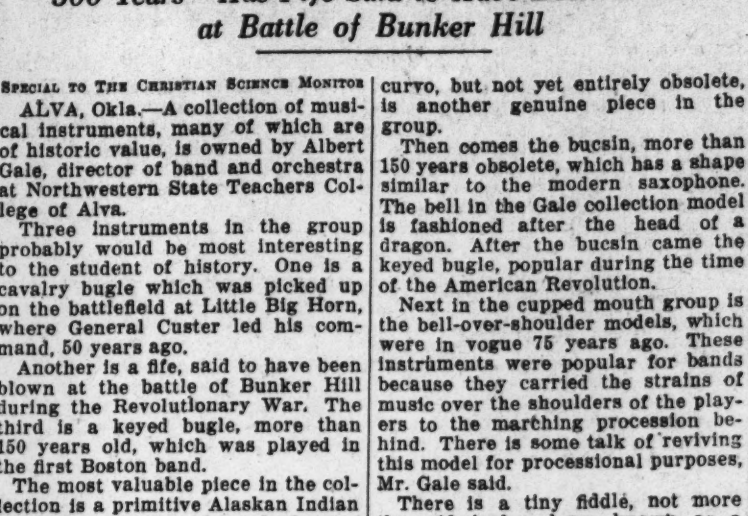 at Battle of Bunker Hill
SPECIAL TO THE CHRISTIAN SCIENCE MONITOR
ALVA, Okla.—A collection of musi-
cal instruments, many of which are
of historic value, is owned by Albert
Gale, director of band and orchestra
at Northwestern State Teachers Col-
lege of Alva.
Three instruments in the group
probably would be most interesting
to the student of history. One is a
cavalry bugle which was picked up
on the battlefield at Little Big Horn,
where General Custer led his com-
mand, 50 years ago.
Another is a fife, said to have been
blown at the battle of Bunker Hill
during the Revolutionary War. The
third is a keyed bugle, more than
150 years old, which was played in
the first Boston band.
The most valuable piece in the col-
lection is a primitive Alaskan Indian
curvo, but not yet entirely obsolete,
is another genuine piece in the
group.
Then comes the bucsin, more than
150 years obsolete, which has a shape
similar to the modern saxophone.
The bell in the Gale collection model
is fashioned after the head of a
dragon. After the bucsin came the
keyed bugle, popular during the time
of the American Revolution.
Next in the cupped mouth group is
the bell-over-shoulder models, which
were in vogue 75 years ago. These
instruments were popular for bands
because they carried the strains of
music over the shoulders of the play-
ers to the marching procession be-
hind. There is some talk of reviving
this model for processional purposes,
Mr. Gale said.
There is a tiny fiddle, not more